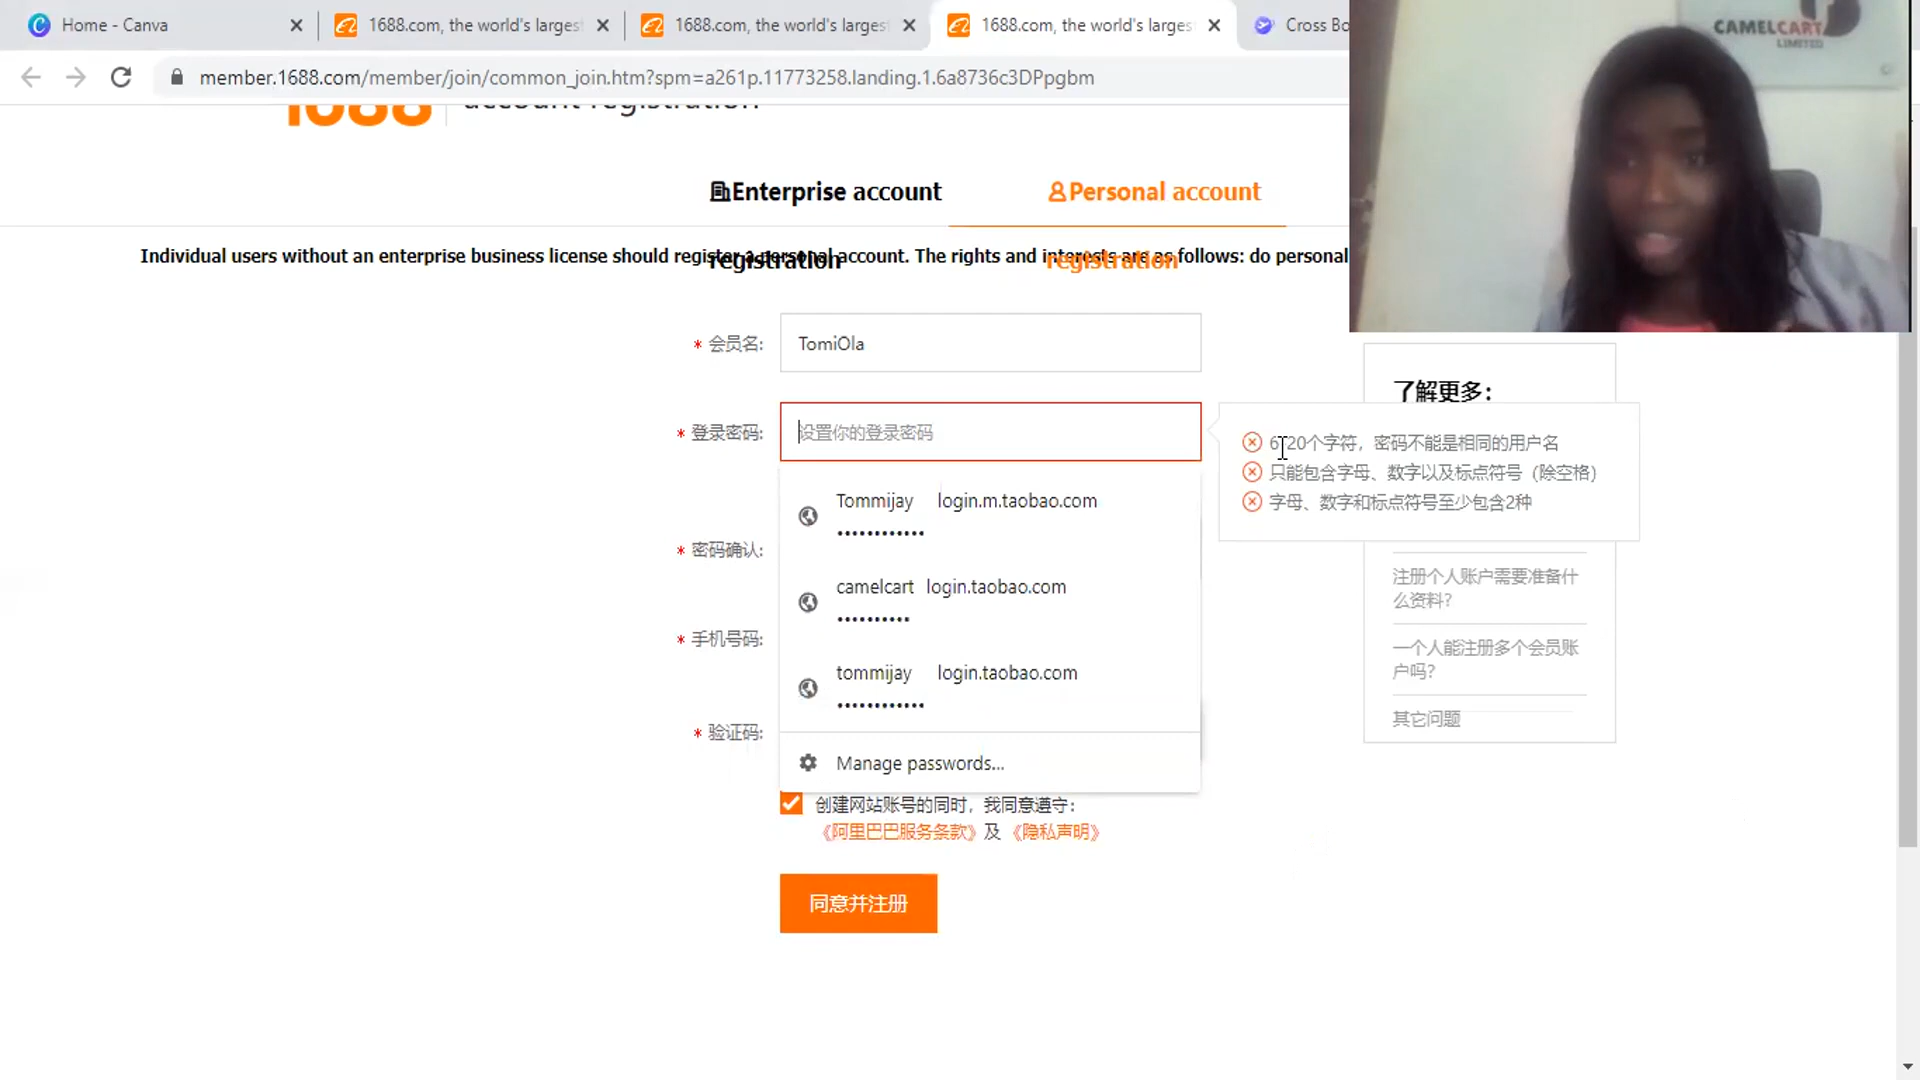 Home - Canva
1688.com, the world's largest
1688.com, the world's largest
1688.com, the world's largest
Cross Bo
member.1688.com/member/join/common_join.htm?spm=a261p.11773258.landing.1.6a8736c3DPpgbm
CAMELCART
LIMITED
1688 account registration
Enterprise account
registration
Personal account
registration
Individual users without an enterprise business license should register a personal account. The rights and interests are as follows: do personal
* 会员名:
TomiOla
* 登录密码:
设置你的登录密码
Tommijay login.m.taobao.com
••••••••••••
camelcart login.taobao.com
••••••••••
tommijay login.taobao.com
••••••••••••
Manage passwords...
* 密码确认:
* 手机号码:
* 验证码:
创建网站账号的同时，我同意遵守：
《阿里巴巴服务条款》及《隐私声明》
同意并注册
了解更多：
6-20个字符，密码不能是相同的用户名
只能包含字母、数字以及标点符号（除空格）
字母、数字和标点符号至少包含2种
注册个人账户需要准备什
么资料?
一个人能注册多个会员账
户吗?
其它问题